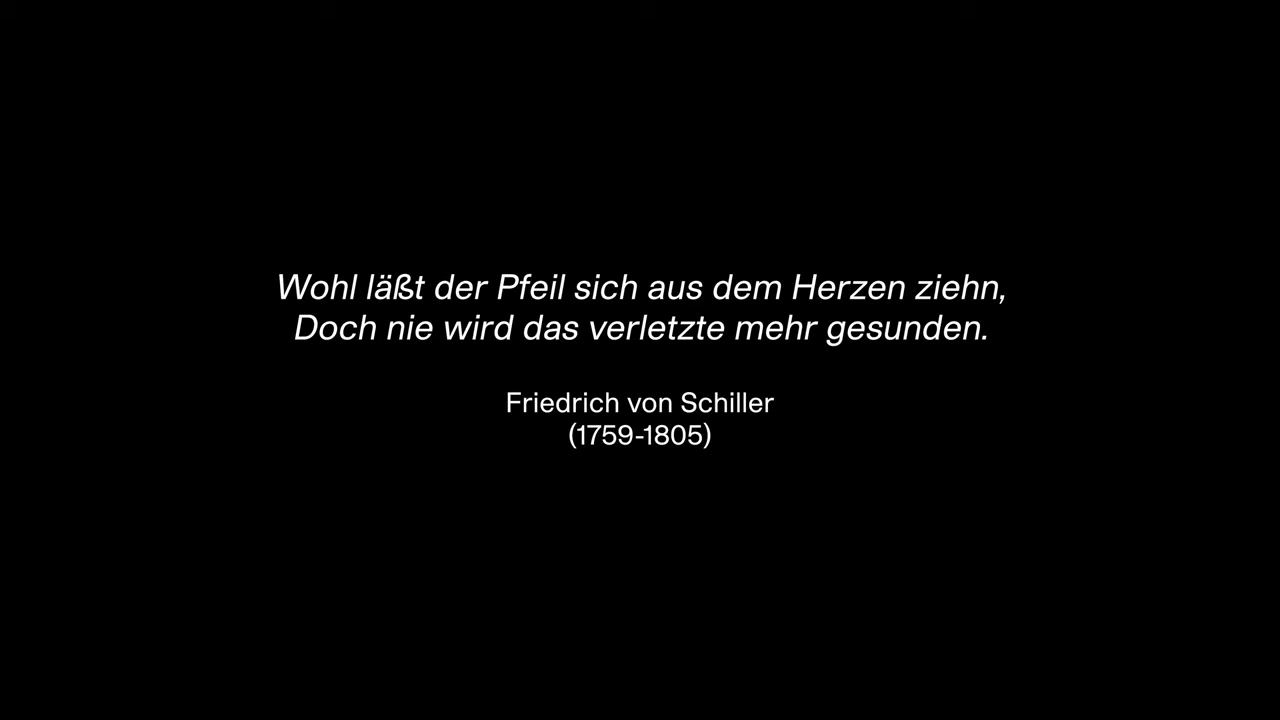 Wohl läßt der Pfeil sich aus dem Herzen ziehn,
Doch nie wird das verletzte mehr gesunden.
Friedrich von Schiller
(1759-1805)